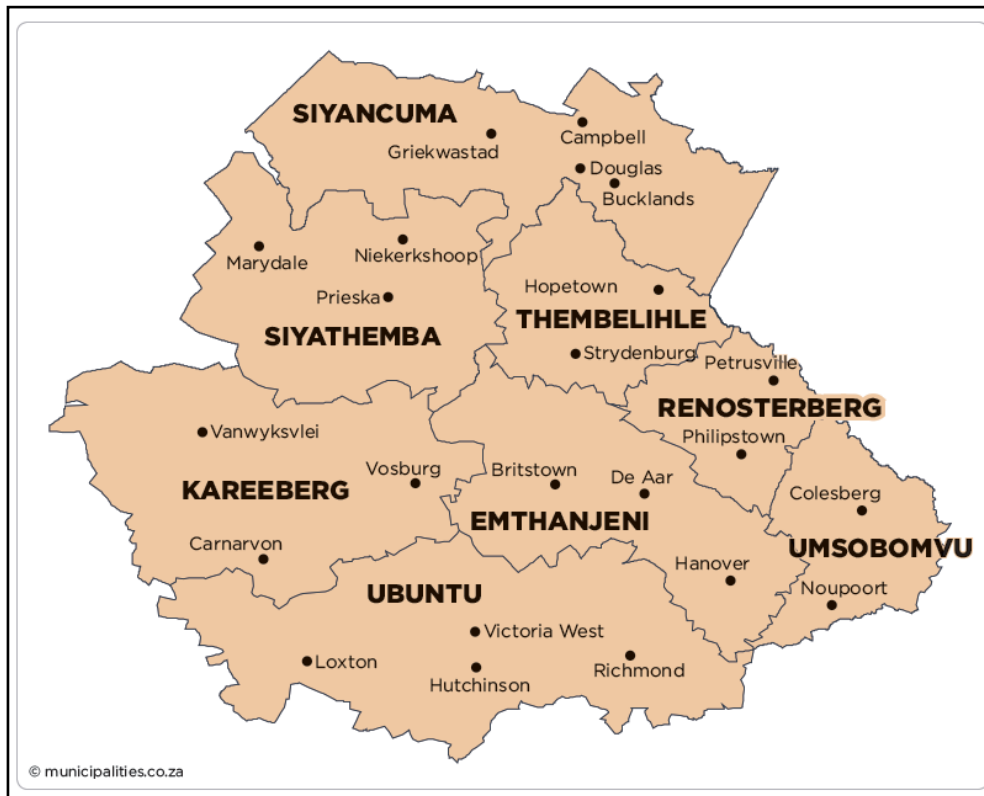 SIYANCUMA
Campbell
Griekwastad
Douglas
Bucklands
Marydale
Niekerkshoop
Hopetown
Prieska
THEMBELIHLE
SIYATHEMBA
Strydenburg
Petrusville
RENOSTERBERG
Vanwyksvlei
Philipstown
Vosburg
Britstown
De Aar
KAREEBERG
Colesberg
EMTHANJENI
Carnarvon
UMSOBOMVU
Hanover
UBUNTU
Noupoort
Victoria West
Loxton
Richmond
Hutchinson
© municipalities.co.za